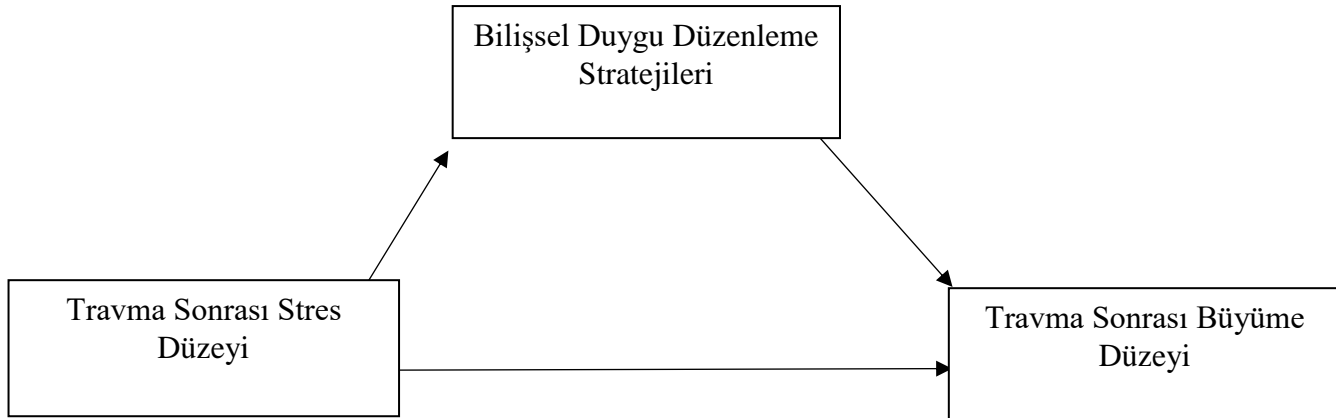 Bilişsel Duygu Düzenleme
Stratejileri
Travma Sonrası Stres
Düzeyi
Travma Sonrası Büyüme
Düzeyi